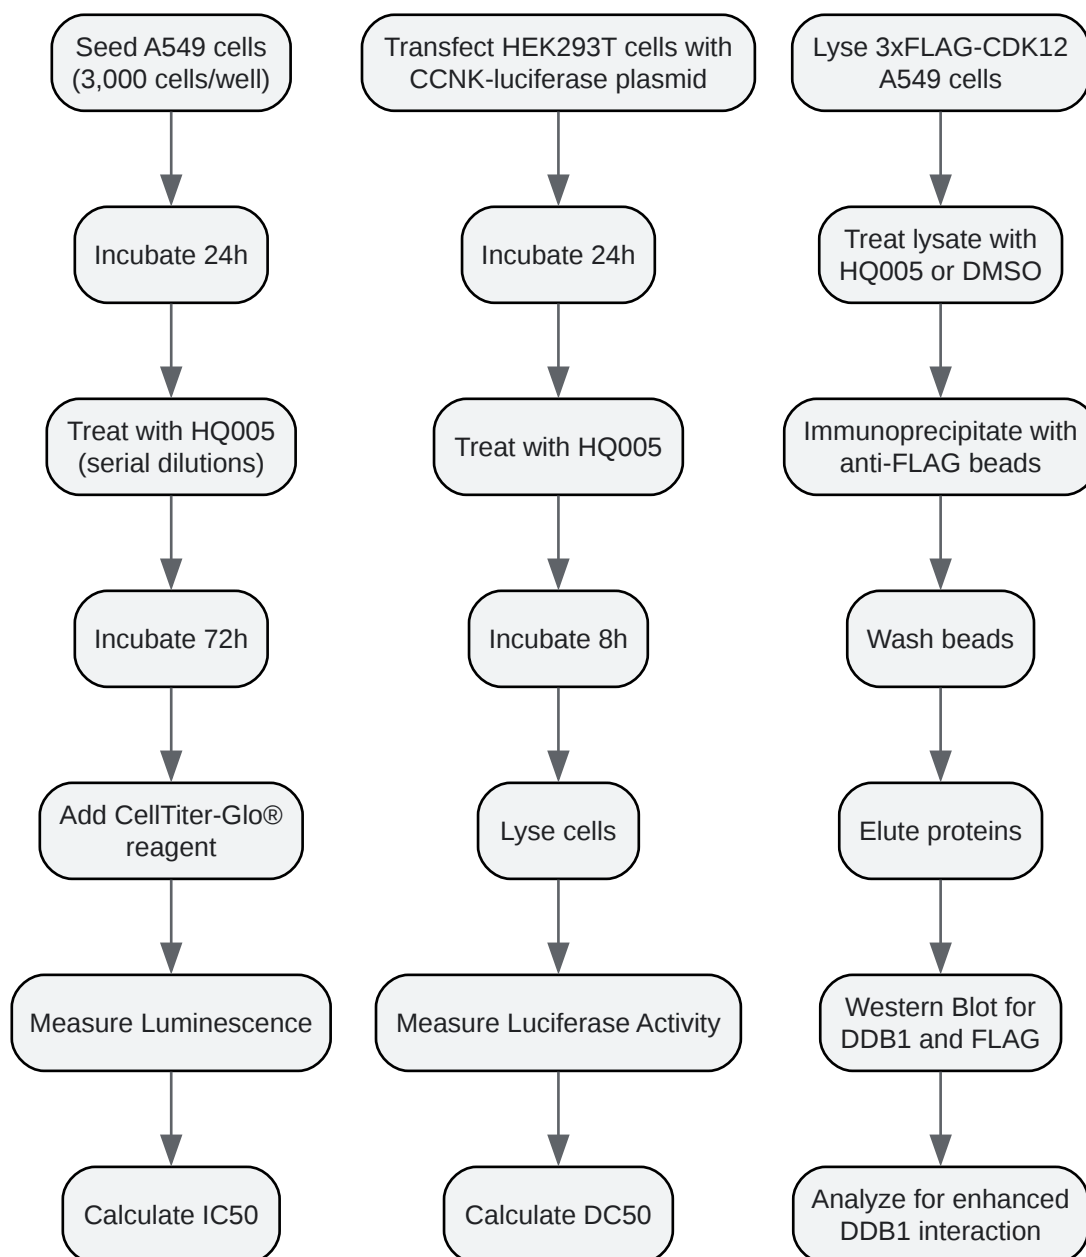 Seed A549 cells
(3,000 cells/well)
Incubate 24h
Treat with HQ005
(serial dilutions)
Incubate 72h
Add CellTiter-Glo®
reagent
Measure Luminescence
Calculate IC50
Transfect HEK293T cells with
CCNK-luciferase plasmid
Incubate 24h
Treat with HQ005
Incubate 8h
Lyse cells
Measure Luciferase Activity
Calculate DC50
Lyse 3xFLAG-CDK12
A549 cells
Treat lysate with
HQ005 or DMSO
Immunoprecipitate with
anti-FLAG beads
Wash beads
Elute proteins
Western Blot for
DDB1 and FLAG
Analyze for enhanced
DDB1 interaction